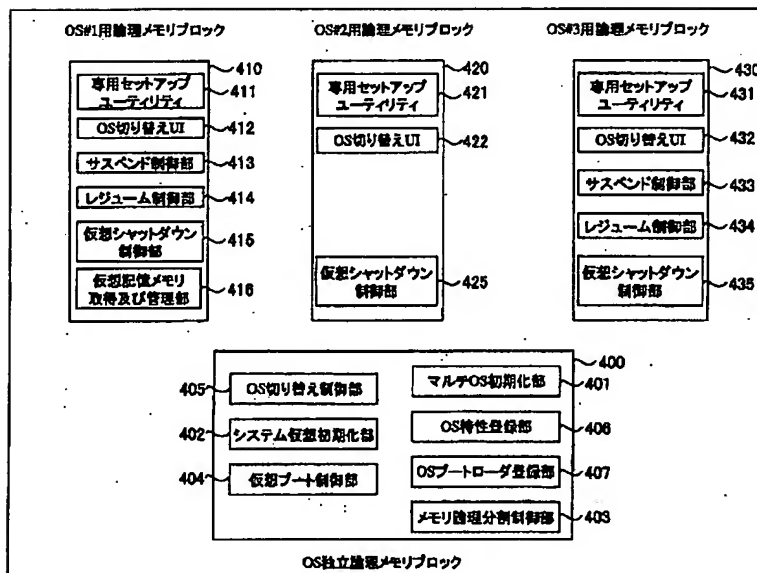 OS#1用論理メモリブロック
OS#2用論理メモリブロック
OS#3用論理メモリブロック
410
専用セットアップ
ユーティリティ
411
OS切り替えUI
412
サスペンド制御部
413
レジューム制御部
414
仮想シャットダウン
制御部
415
仮想記憶メモリ
取得及び管理部
416
420
専用セットアップ
ユーティリティ
421
OS切り替えUI
422
仮想シャットダウン
制御部
425
430
専用セットアップ
ユーティリティ
431
OS切り替えUI
432
サスペンド制御部
433
レジューム制御部
434
仮想シャットダウン
制御部
435
400
405
OS切り替え制御部
マルチOS初期化部
401
402
システム仮想初期化部
OS特性登録部
406
404
仮想ブート制御部
OSブートローダ登録部
407
メモリ論理分割制御部
403
OS独立論理メモリブロック